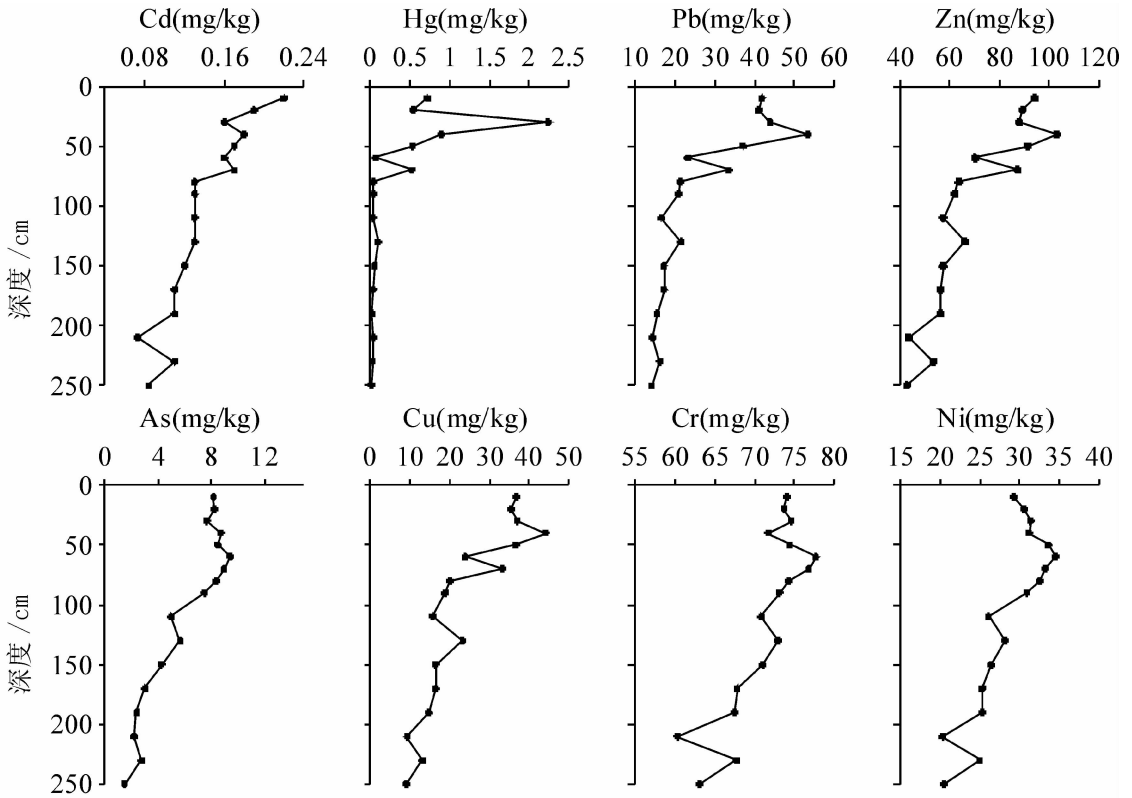 Cd(mg/kg) Hg(mg/kg) Pb(mg/kg) Zn(mg/kg)
0.08 0.16 0.24 0 0.5 1 1.5 2 2.5 10 20 30 40 50 60 40 60 80 100 120
0
50
100
150
200
250
深度/cm
As(mg/kg) Cu(mg/kg) Cr(mg/kg) Ni(mg/kg)
0 4 8 12 0 10 20 30 40 50 55 60 65 70 75 80 15 20 25 30 35 40
0
50
100
150
200
250
深度/cm